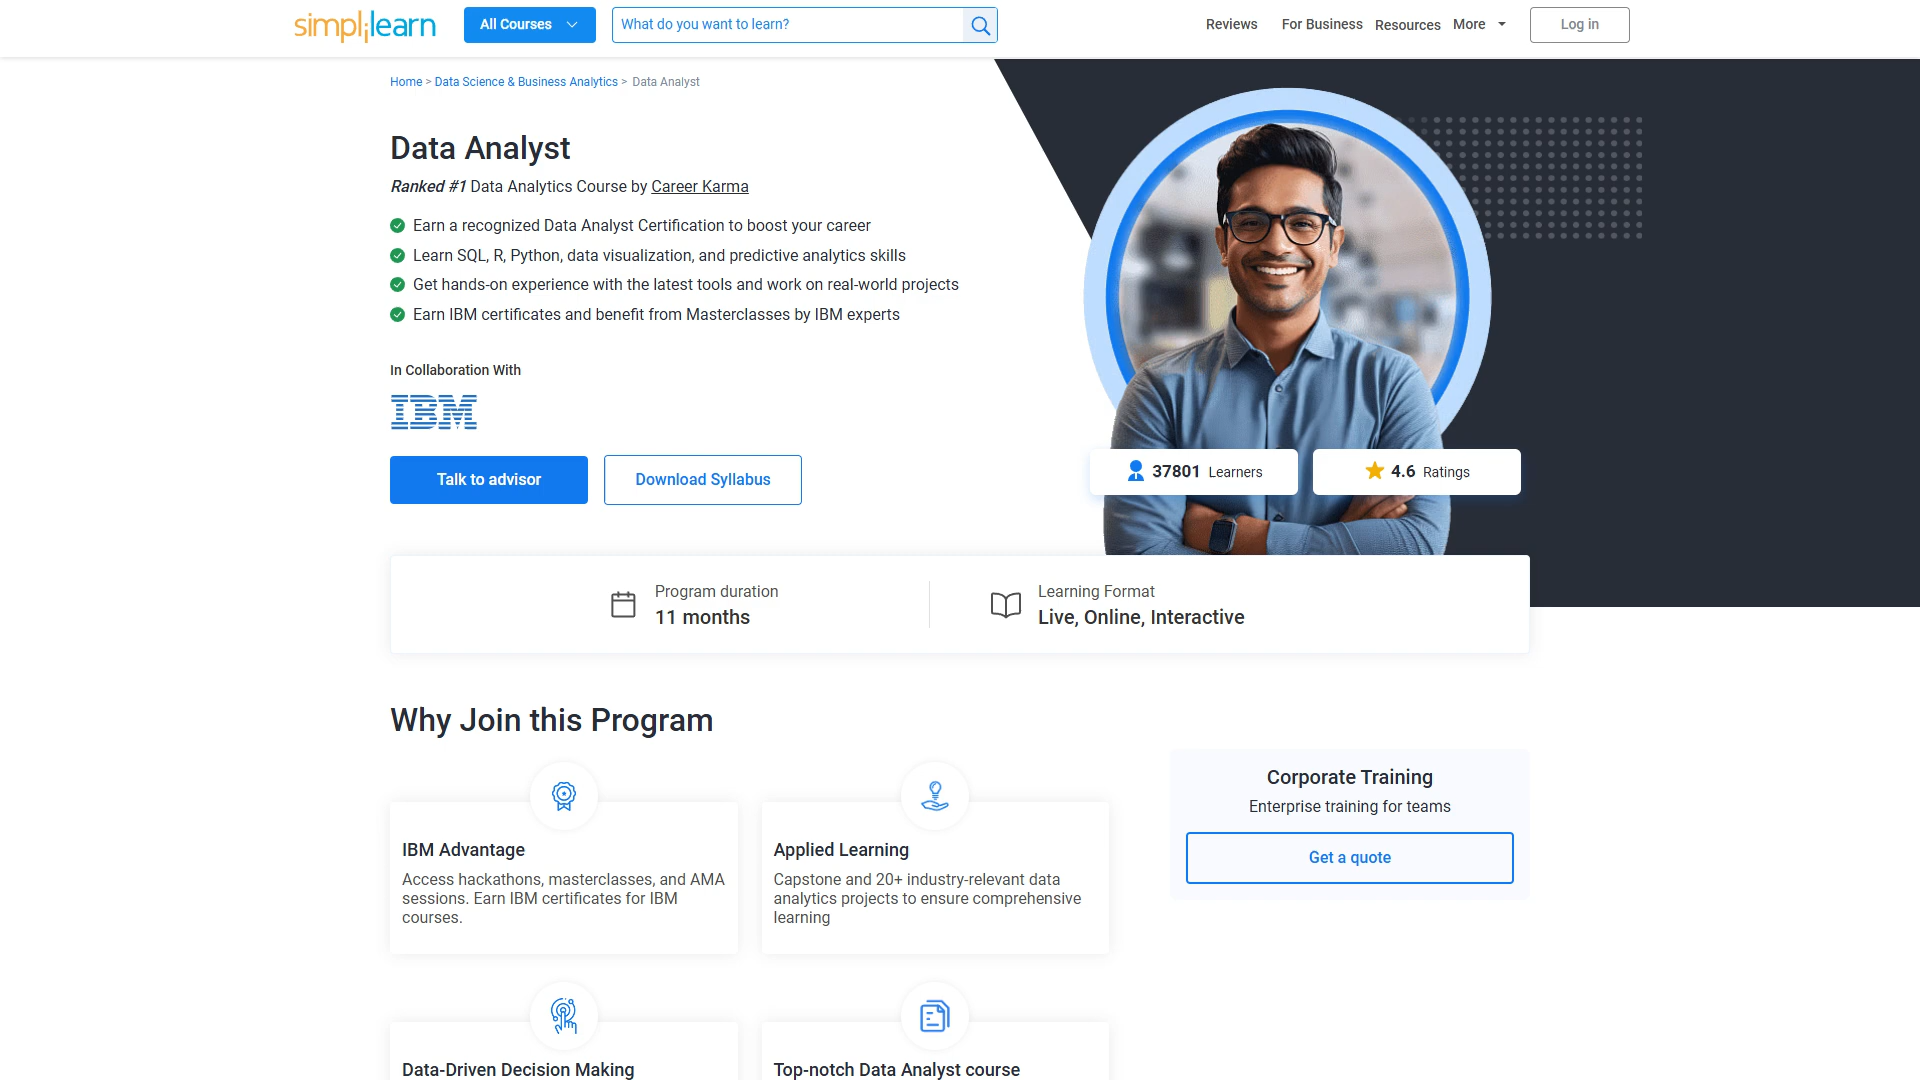 simplilearn
All Courses
What do you want to learn?
Reviews
For Business
Resources
More
Log in
Home > Data Science & Business Analytics > Data Analyst
Data Analyst
Ranked #1 Data Analytics Course by Career Karma
Earn a recognized Data Analyst Certification to boost your career
Learn SQL, R, Python, data visualization, and predictive analytics skills
Get hands-on experience with the latest tools and work on real-world projects
Earn IBM certificates and benefit from Masterclasses by IBM experts
In Collaboration With
IBM
Talk to advisor
Download Syllabus
37801 Learners
4.6 Ratings
Program duration
11 months
Learning Format
Live, Online, Interactive
Why Join this Program
IBM Advantage
Access hackathons, masterclasses, and AMA
sessions. Earn IBM certificates for IBM
courses.
Applied Learning
Capstone and 20+ industry-relevant data
analytics projects to ensure comprehensive
learning
Corporate Training
Enterprise training for teams
Get a quote
Data-Driven Decision Making
Top-notch Data Analyst course